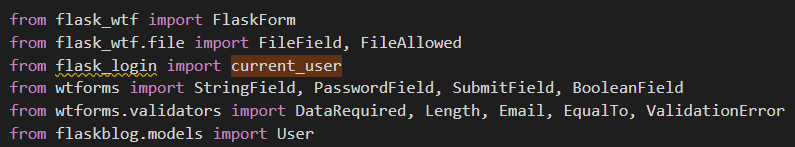 from flask_wtf import FlaskForm
from flask_wtf.file import FileField, FileAllowed
from flask_login import current_user
from wtforms import StringField, PasswordField, SubmitField, BooleanField
from wtforms.validators import DataRequired, Length, Email, EqualTo, ValidationError
from flaskblog.models import User